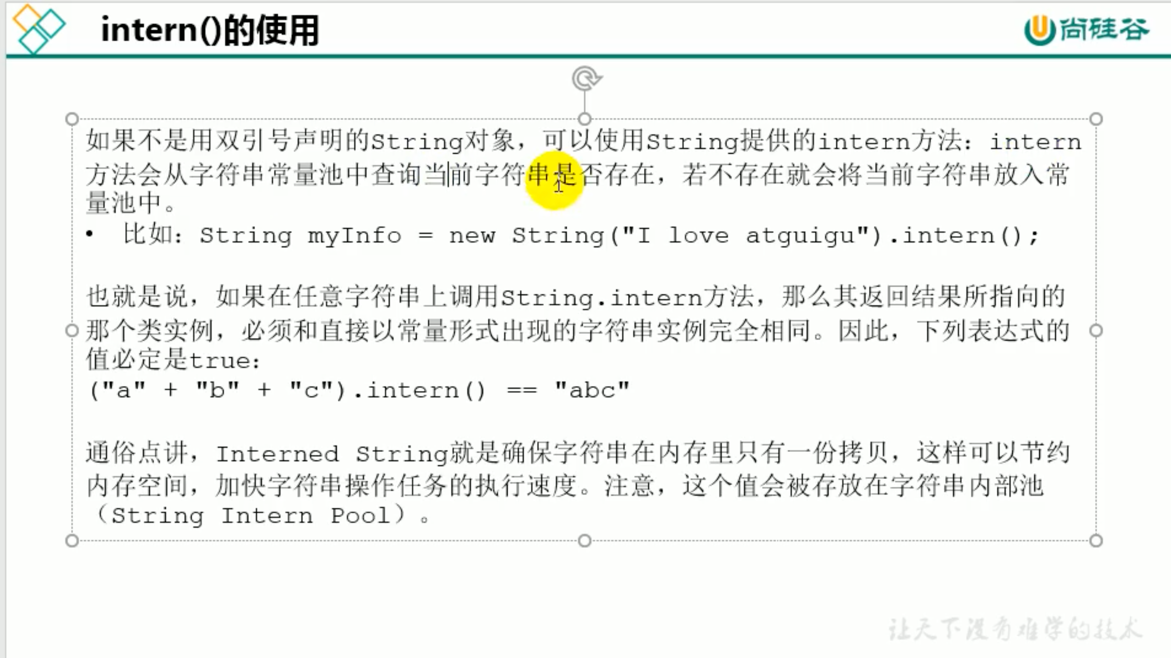 intern()的使用
尚硅谷
如果不是用双引号声明的String对象，可以使用String提供的intern方法：intern
方法会从字符串常量池中查询当前字符串是否存在，若不存在就会将当前字符串放入常
量池中。
• 比如：String myInfo = new String("I love atguigu").intern();
也就是说，如果在任意字符串上调用String.intern方法，那么其返回结果所指向的
那个类实例，必须和直接以常量形式出现的字符串实例完全相同。因此，下列表达式的
值必定是true：
("a" + "b" + "c").intern() == "abc"
通俗点讲，Interned String就是确保字符串在内存里只有一份拷贝，这样可以节约
内存空间，加快字符串操作任务的执行速度。注意，这个值会被存放在字符串内部池
（String Intern Pool）。
让天下没有难学的技术